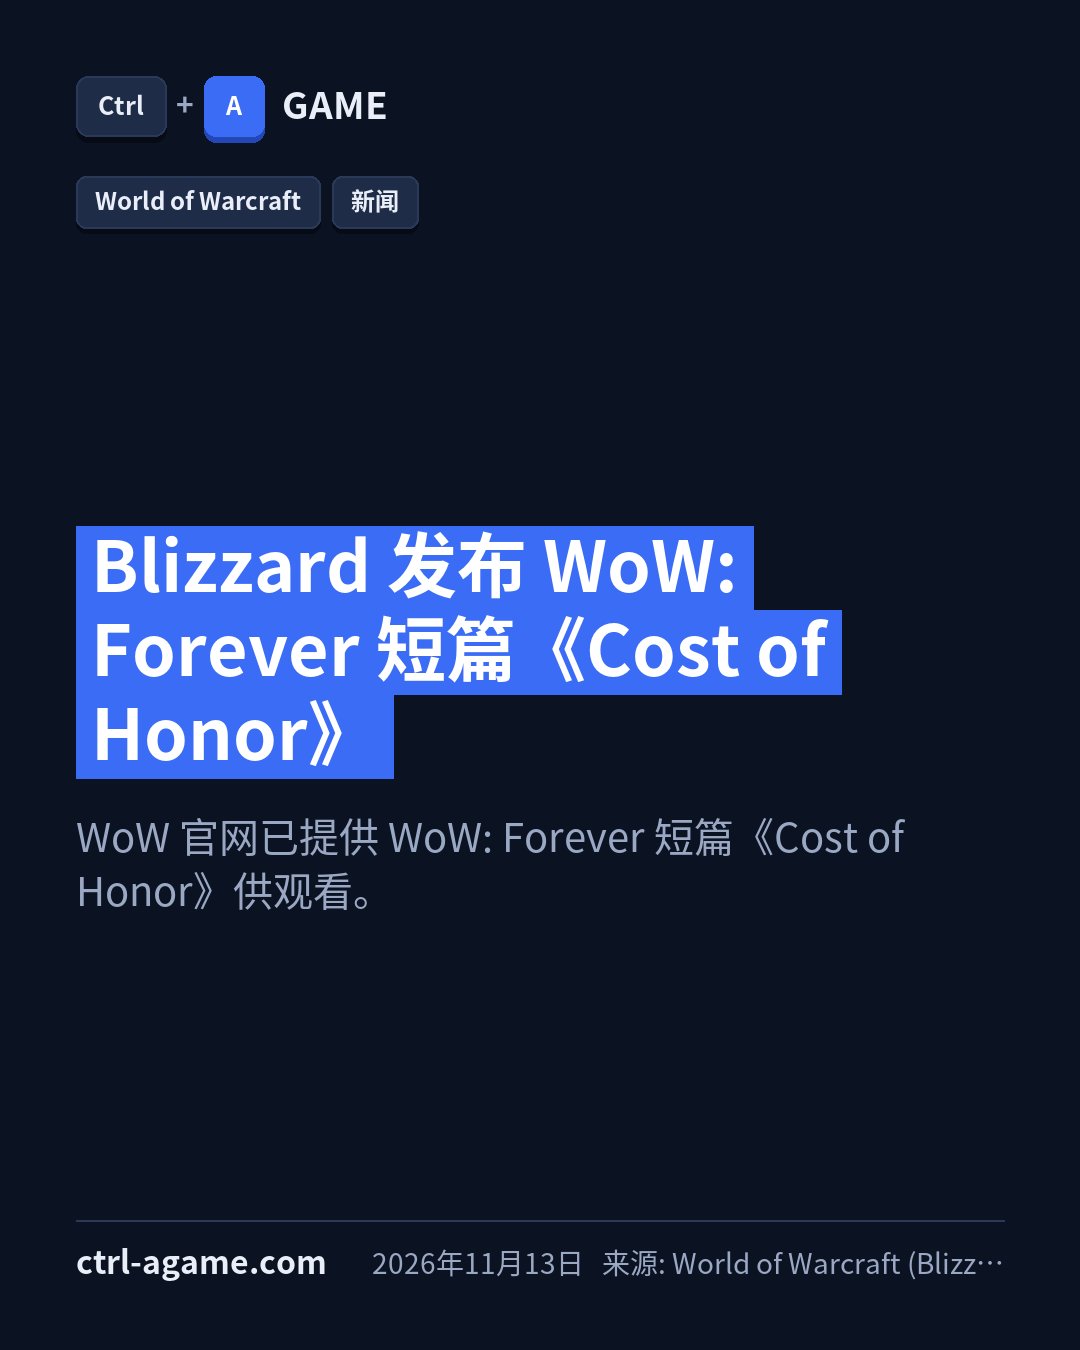 Ctrl + A GAME
World of Warcraft 新闻
Blizzard 发布 WoW:
Forever 短篇《Cost of
Honor》
WoW 官网已提供 WoW: Forever 短篇《Cost of
Honor》供观看。
ctrl-agame.com 2026年11月13日 来源: World of Warcraft (Blizz…